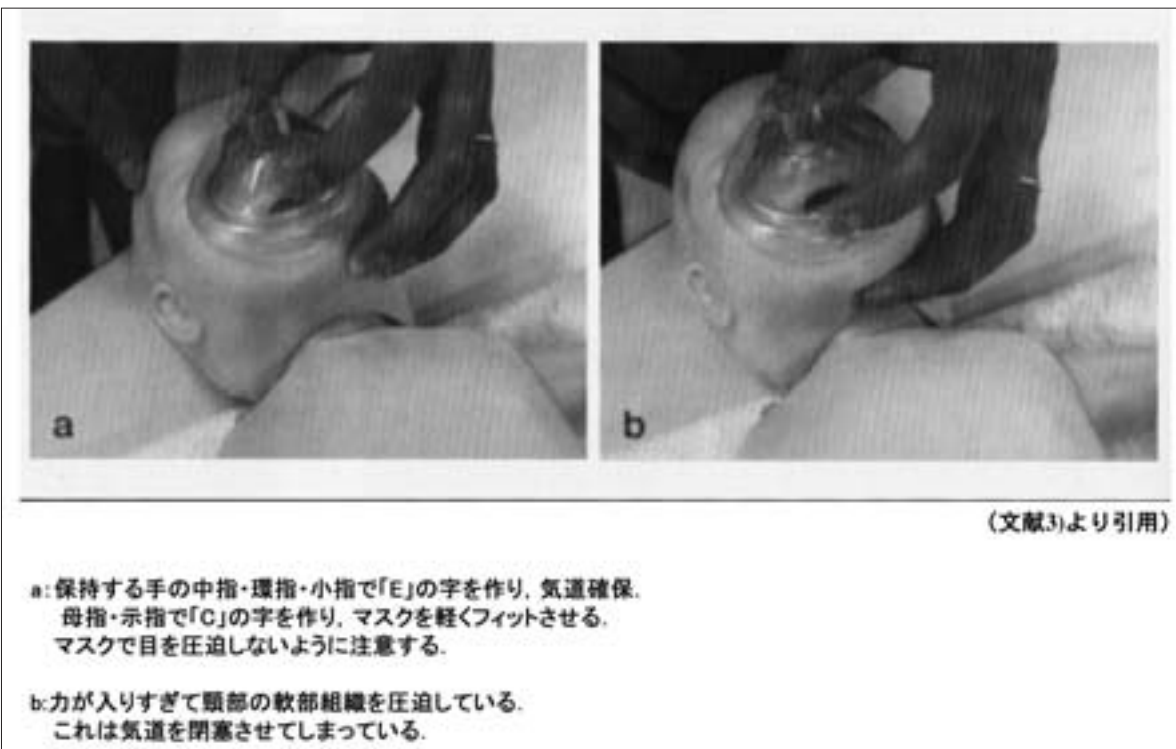 a
b
(文献3)より引用)
a:保持する手の中指・環指・小指で「E」の字を作り，気道確保．
母指・示指で「C」の字を作り，マスクを軽くフィットさせる．
マスクで目を圧迫しないように注意する．
b:力が入りすぎて頸部の軟部組織を圧迫している．
これは気道を閉塞させてしまっている．